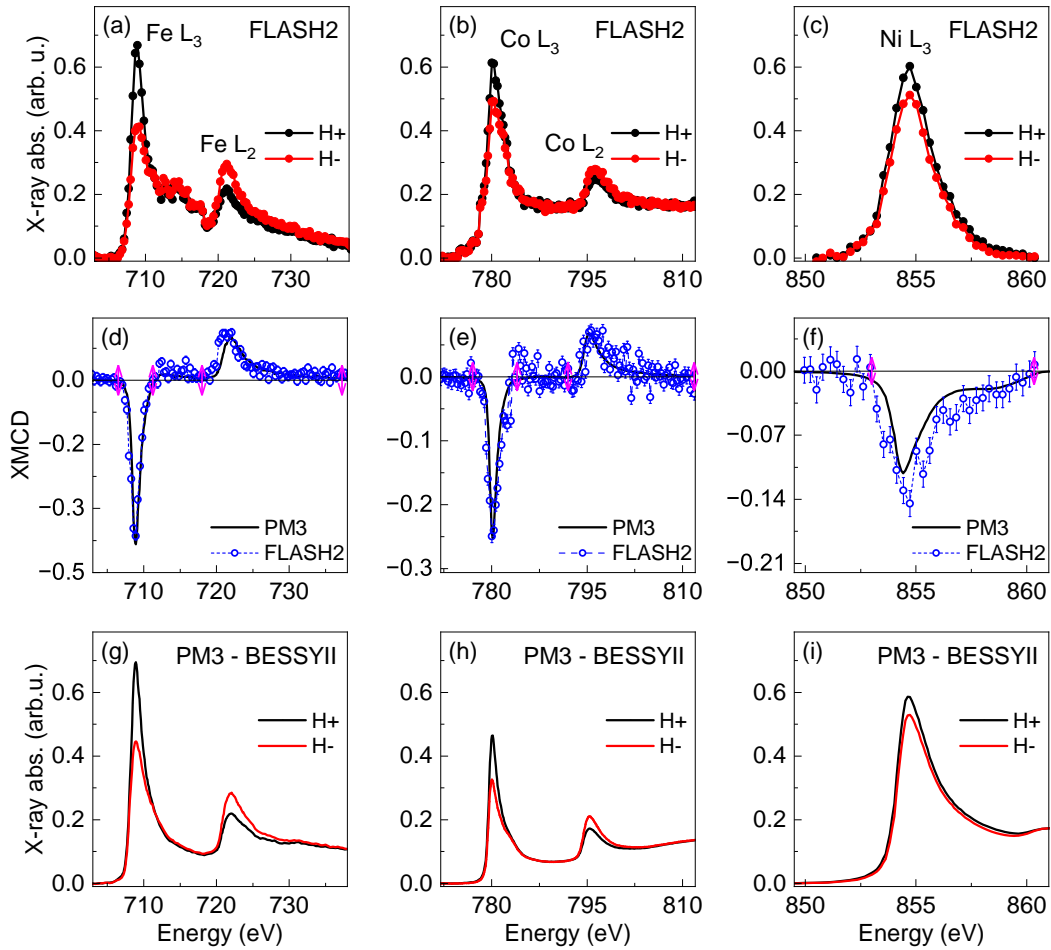 (a) Fe L₃ FLASH2
X-ray abs. (arb. u.)
0.6
0.4
0.2
0.0
H+
H-
Fe L₂
710 720 730
(b) Co L₃ FLASH2
0.6
0.4
0.2
0.0
H+
H-
Co L₂
780 795 810
(c) Ni L₃ FLASH2
0.6
0.4
0.2
0.0
H+
H-
850 855 860
(d)
XMCD
0.0
−0.2
−0.3
−0.5
PM3
FLASH2
710 720 730
(e)
0.0
−0.1
−0.2
−0.3
PM3
FLASH2
780 795 810
(f)
0.00
−0.07
−0.14
−0.21
PM3
FLASH2
850 855 860
(g) PM3 - BESSYII
X-ray abs. (arb.u.)
0.6
0.4
0.2
0.0
H+
H-
710 720 730
Energy (eV)
(h) PM3 - BESSYII
0.6
0.4
0.2
0.0
H+
H-
780 795 810
Energy (eV)
(i) PM3 - BESSYII
0.6
0.4
0.2
0.0
H+
H-
850 855 860
Energy (eV)